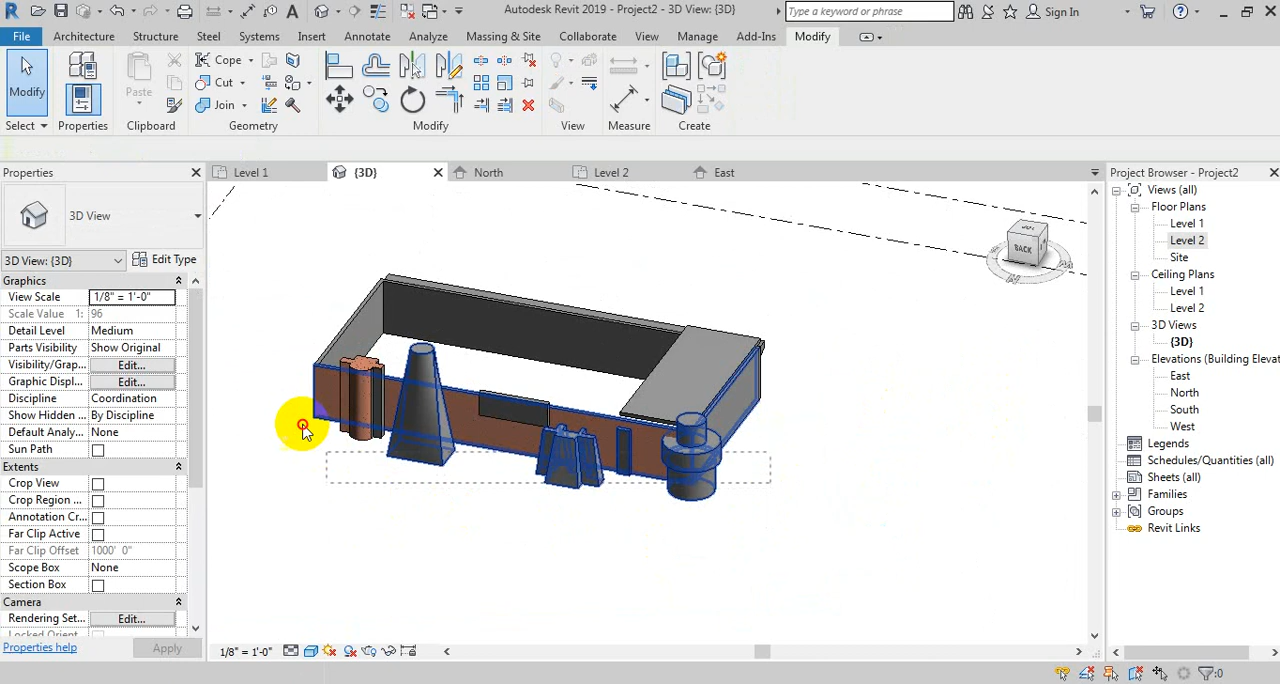 Autodesk Revit 2019 - Project2 - 3D View: {3D}
Type a keyword or phrase
Sign In
File
Architecture
Structure
Steel
Systems
Insert
Annotate
Analyze
Massing & Site
Collaborate
View
Manage
Add-Ins
Modify
Modify
Properties
Paste
Cope
Cut
Join
Select
Properties
Clipboard
Geometry
Modify
View
Measure
Create
Properties
3D View
3D View: {3D}
Edit Type
Graphics
View Scale 1/8" = 1'-0"
Scale Value 1: 96
Detail Level Medium
Parts Visibility Show Original
Visibility/Grap... Edit...
Graphic Displ... Edit...
Discipline Coordination
Show Hidden ... By Discipline
Default Analy... None
Sun Path
Extents
Crop View
Crop Region ...
Annotation Cr...
Far Clip Active
Far Clip Offset 1000' 0"
Scope Box None
Section Box
Camera
Rendering Set... Edit...
Locked Orient...
Properties help
Apply
Level 1
{3D}
North
Level 2
East
BACK
1/8" = 1'-0"
Project Browser - Project2
Views (all)
Floor Plans
Level 1
Level 2
Site
Ceiling Plans
Level 1
Level 2
3D Views
{3D}
Elevations (Building Elevat
East
North
South
West
Legends
Schedules/Quantities (all)
Sheets (all)
Families
Groups
Revit Links
:0